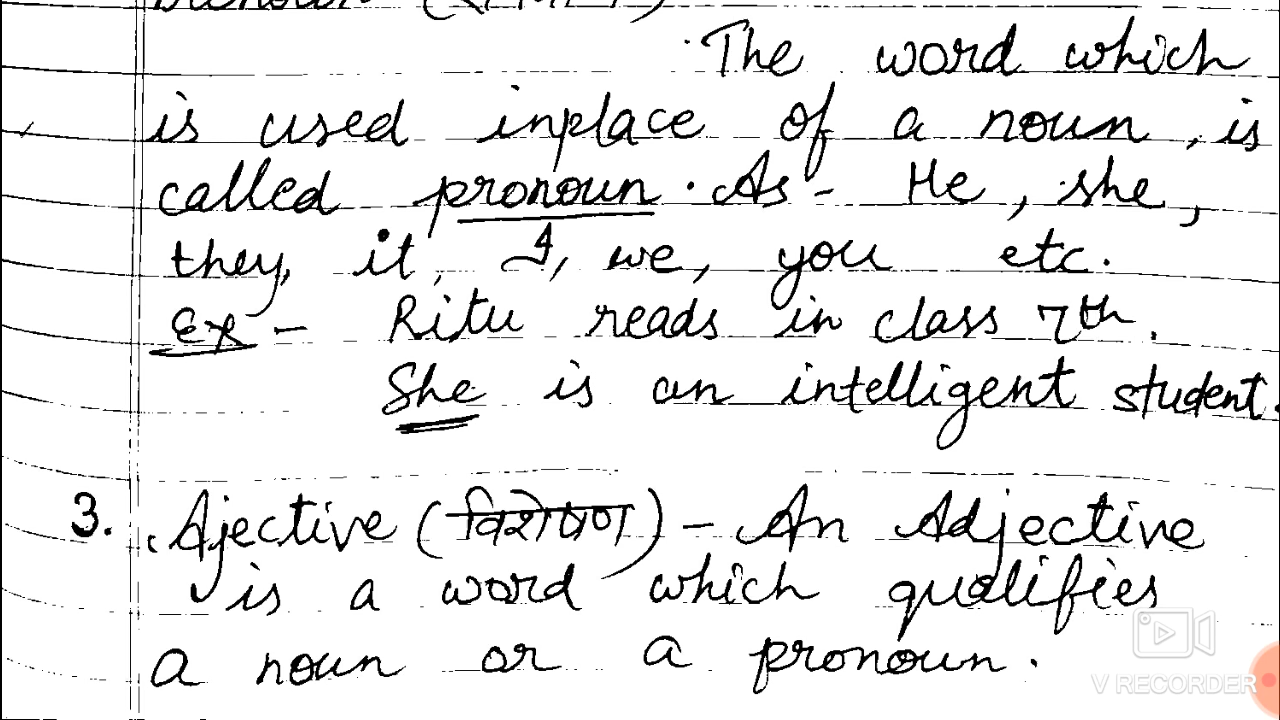 The word which
is used inplace of a noun, is
called pronoun. As - He, she,
they, it, I, we, you etc.
Ex - Ritu reads in class 7th.
She is an intelligent student.
3. Ajective (विशेषण) - An Adjective
is a word which qualifies
a noun or a pronoun.
V RECORDER